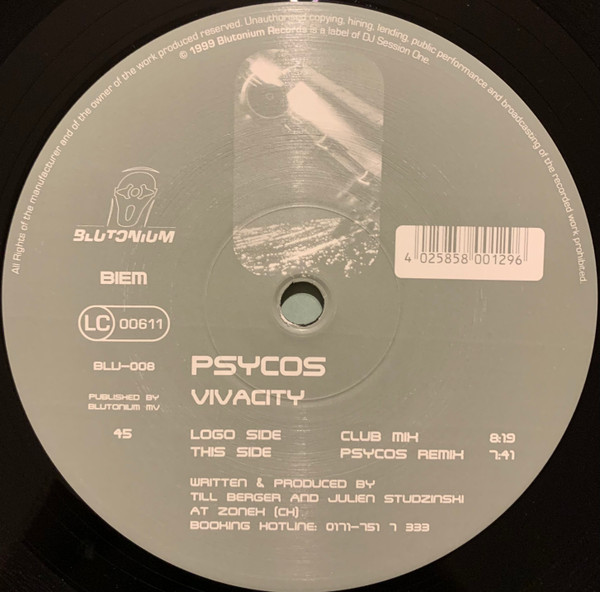 All Rights of the manufacturer and of the owner of the work produced reserved. Unauthorised copying, hiring, lending, public performance and broadcasting of the recorded work prohibited.
© 1999 Blutonium Records is a label of DJ Session One.
BLUTONIUM
BIEM
LC 00611
4 025858 001296
BLU-008
PSYCOS
PUBLISHED BY
BLUTONIUM MV
VIVACITY
45
LOGO SIDE CLUB MIX 8:19
THIS SIDE PSYCOS REMIX 7:41
WRITTEN & PRODUCED BY
TILL BERGER AND JULIEN STUDZINSKI
AT ZONEX (CH)
BOOKING HOTLINE: 0171-751 7 333